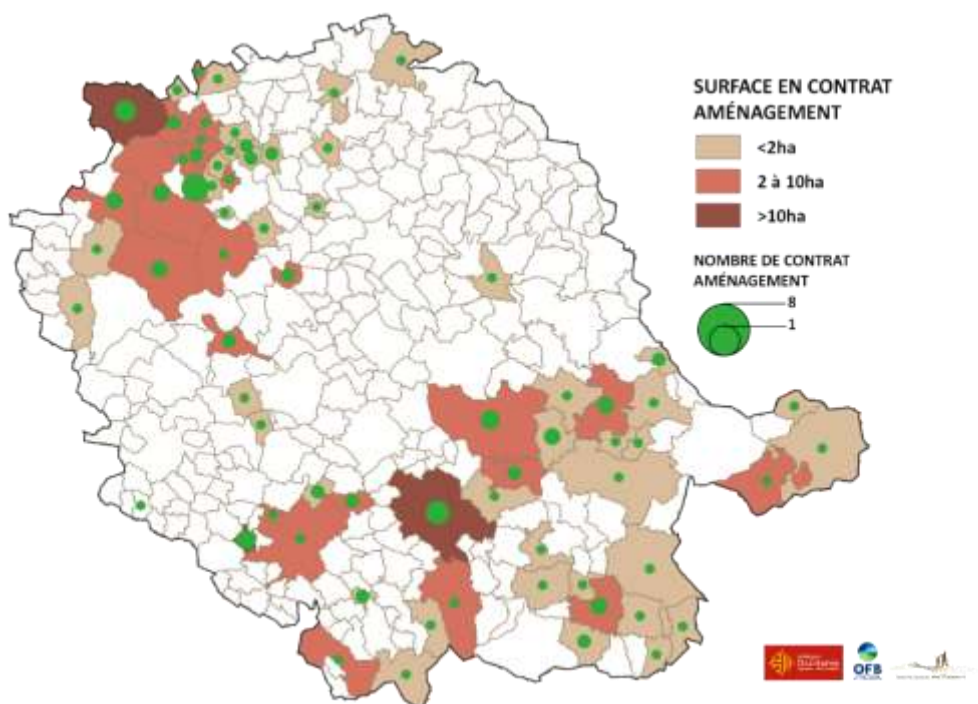 SURFACE EN CONTRAT
AMÉNAGEMENT
<2ha
2 à 10ha
>10ha
NOMBRE DE CONTRAT
AMÉNAGEMENT
8
1
OFB